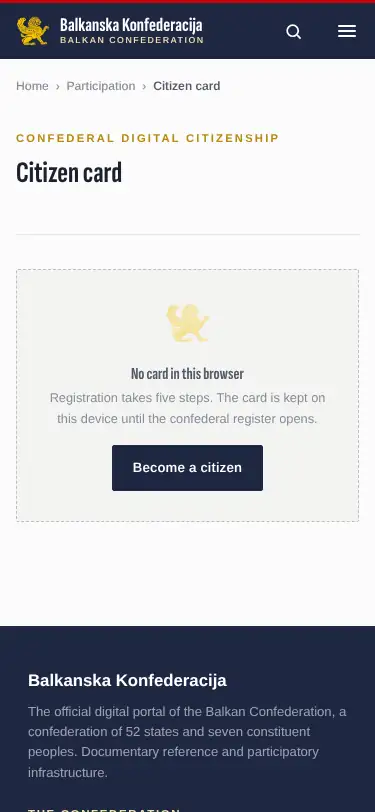 Balkanska Konfederacija
BALKAN CONFEDERATION
Home › Participation › Citizen card
CONFEDERAL DIGITAL CITIZENSHIP
Citizen card
No card in this browser
Registration takes five steps. The card is kept on
this device until the confederal register opens.
Become a citizen
Balkanska Konfederacija
The official digital portal of the Balkan Confederation, a
confederation of 52 states and seven constituent
peoples. Documentary reference and participatory
infrastructure.
THE CONFEDERATION